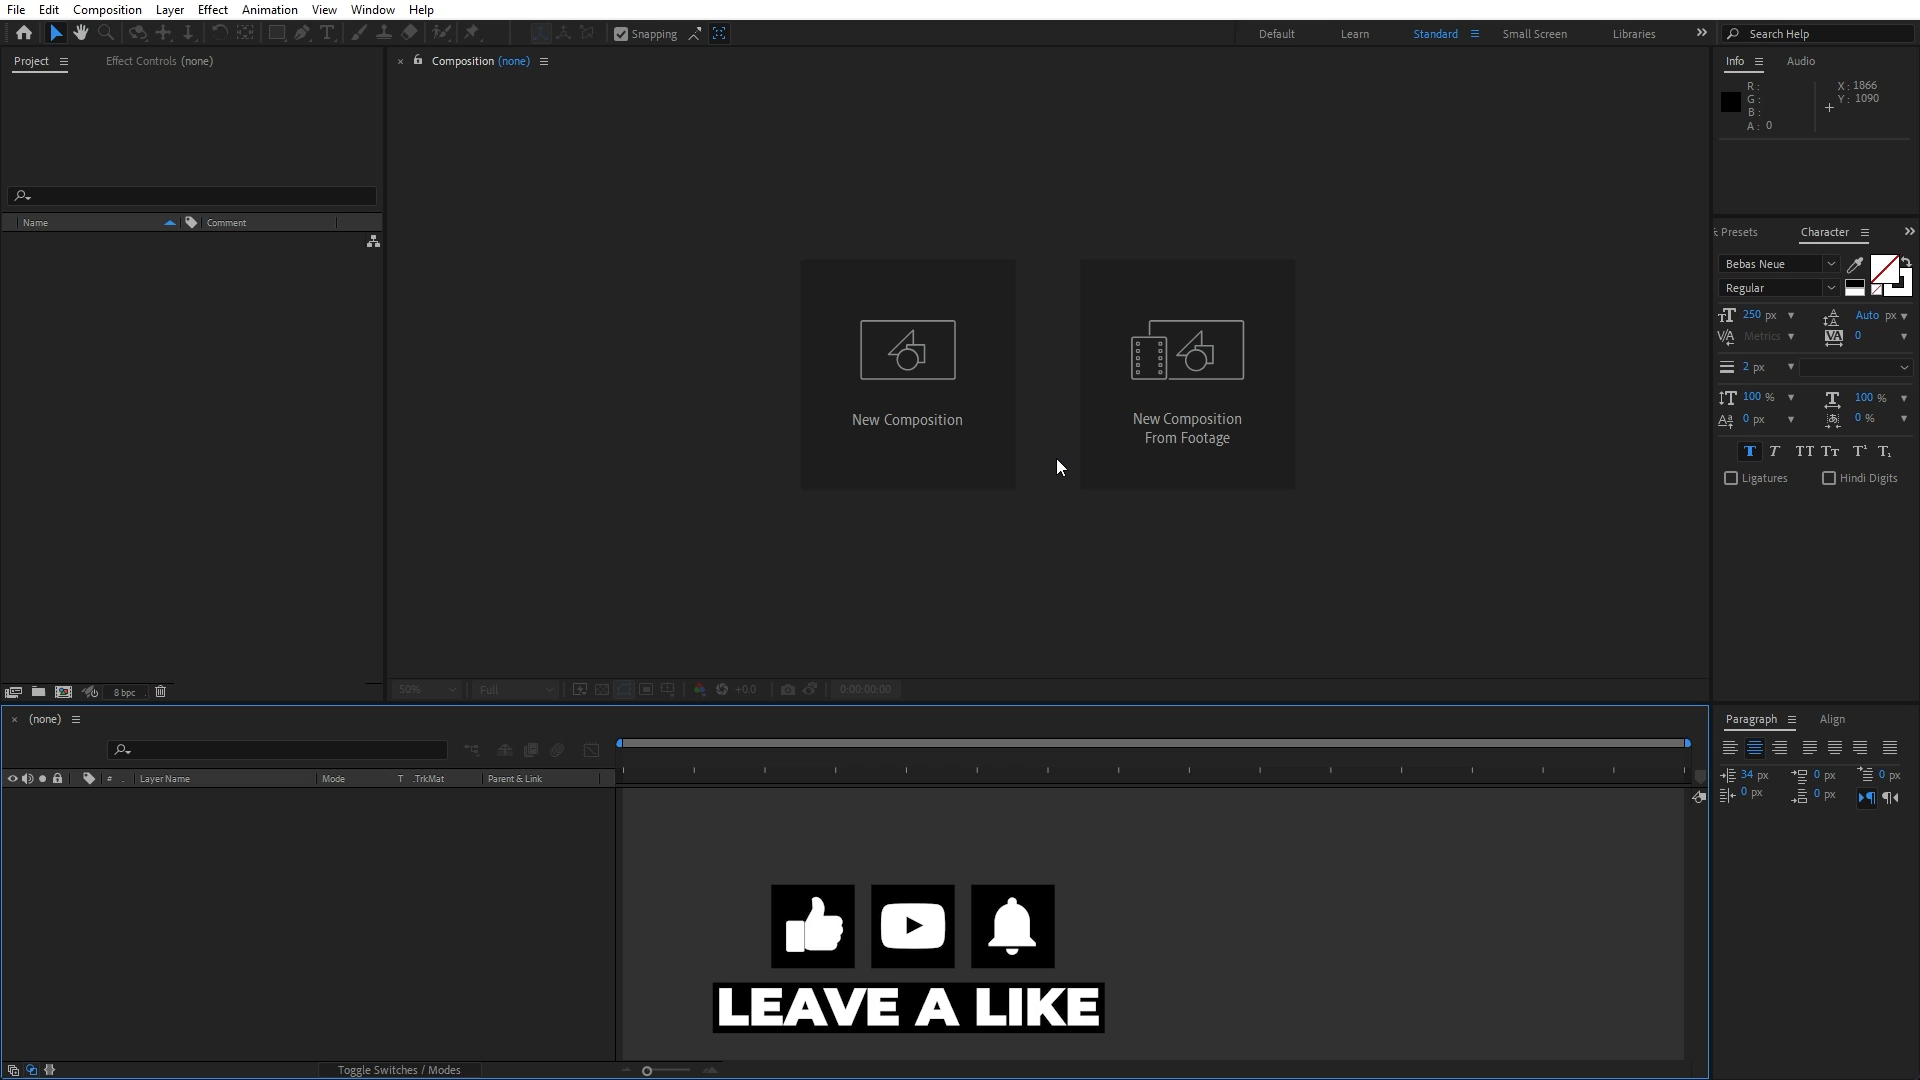 File Edit Composition Layer Effect Animation View Window Help
Snapping
Default Learn Standard Small Screen Libraries
Search Help
Project
Effect Controls (none)
Composition (none)
Info
Audio
R :
G :
B :
A : 0
X : 1866
Y : 1090
Name
Comment
Presets
Character
Bebas Neue
Regular
250 px
Auto px
Metrics
0
2 px
100 %
100 %
0 px
0 %
Ligatures
Hindi Digits
New Composition
New Composition
From Footage
8 bpc
50%
Full
+0.0
0:00:00:00
(none)
Paragraph
Align
# Layer Name Mode T .TrkMat Parent & Link
34 px
0 px
0 px
0 px
0 px
LEAVE A LIKE
Toggle Switches / Modes